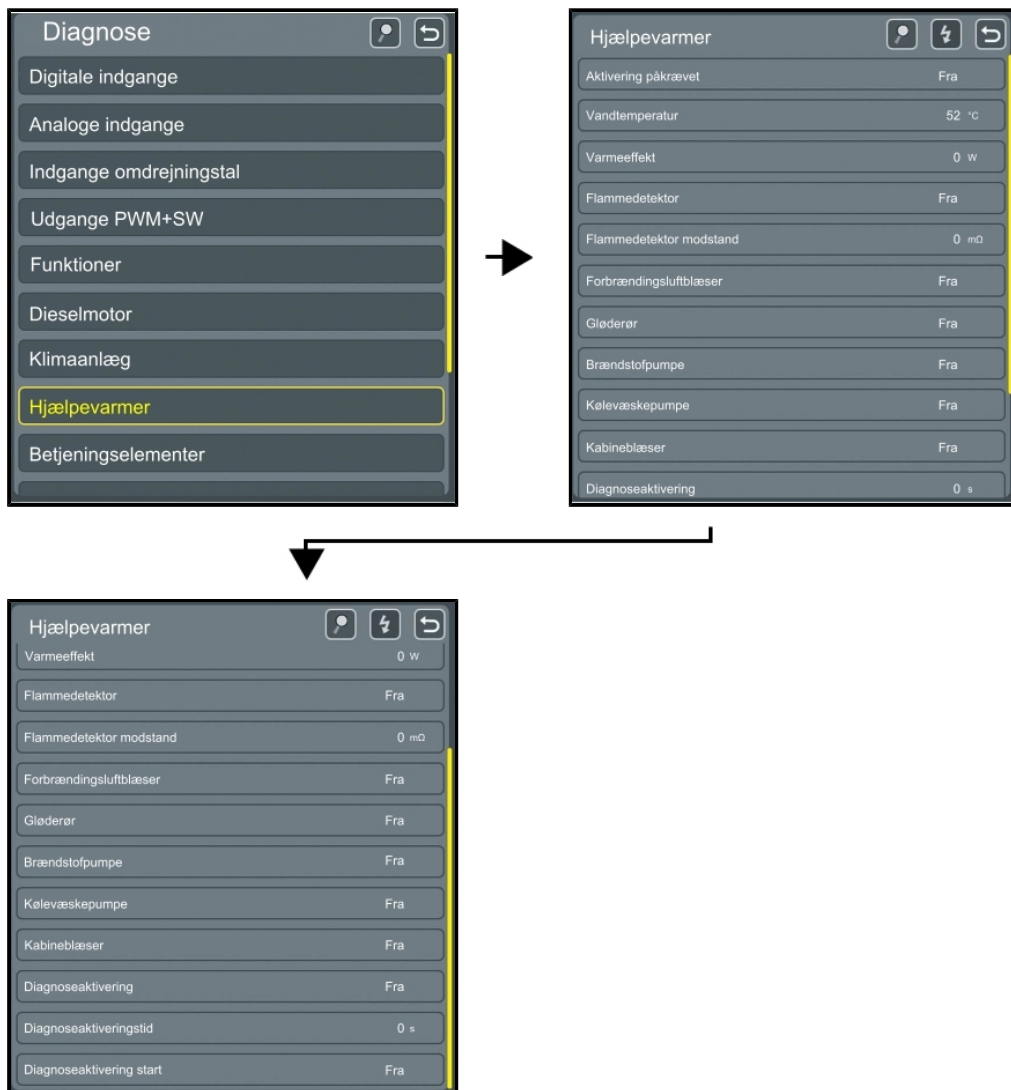 Diagnose
Digitale indgange
Analoge indgange
Indgange omdrejningstal
Udgange PWM+SW
Funktioner
Dieselmotor
Klimaanlæg
Hjælpevarmer
Betjeningselementer
Hjælpevarmer
Aktivering påkrævet Fra
Vandtemperatur 52 °C
Varmeeffekt 0 W
Flammedetektor Fra
Flammedetektor modstand 0 mΩ
Forbrændingsluftblæser Fra
Gløderør Fra
Brændstofpumpe Fra
Kølevæskepumpe Fra
Kabineblæser Fra
Diagnoseaktivering 0 s
Hjælpevarmer
Varmeeffekt 0 W
Flammedetektor Fra
Flammedetektor modstand 0 mΩ
Forbrændingsluftblæser Fra
Gløderør Fra
Brændstofpumpe Fra
Kølevæskepumpe Fra
Kabineblæser Fra
Diagnoseaktivering Fra
Diagnoseaktiveringstid 0 s
Diagnoseaktivering start Fra